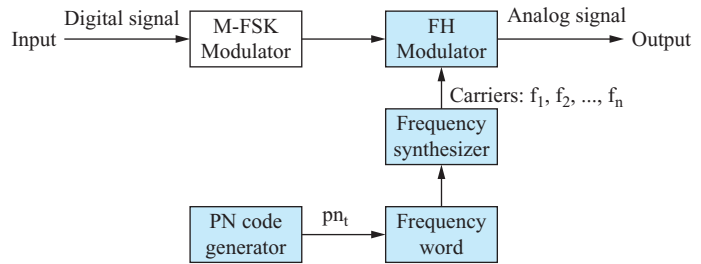 Digital signal
Input
M-FSK
Modulator
FH
Modulator
Analog signal
Output
Carriers: f₁, f₂, ..., fₙ
Frequency
synthesizer
PN code
generator
pnₜ
Frequency
word